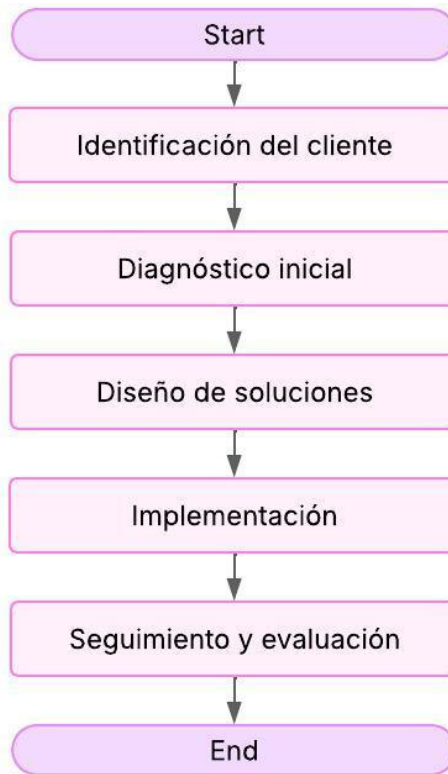 Start
Identificación del cliente
Diagnóstico inicial
Diseño de soluciones
Implementación
Seguimiento y evaluación
End